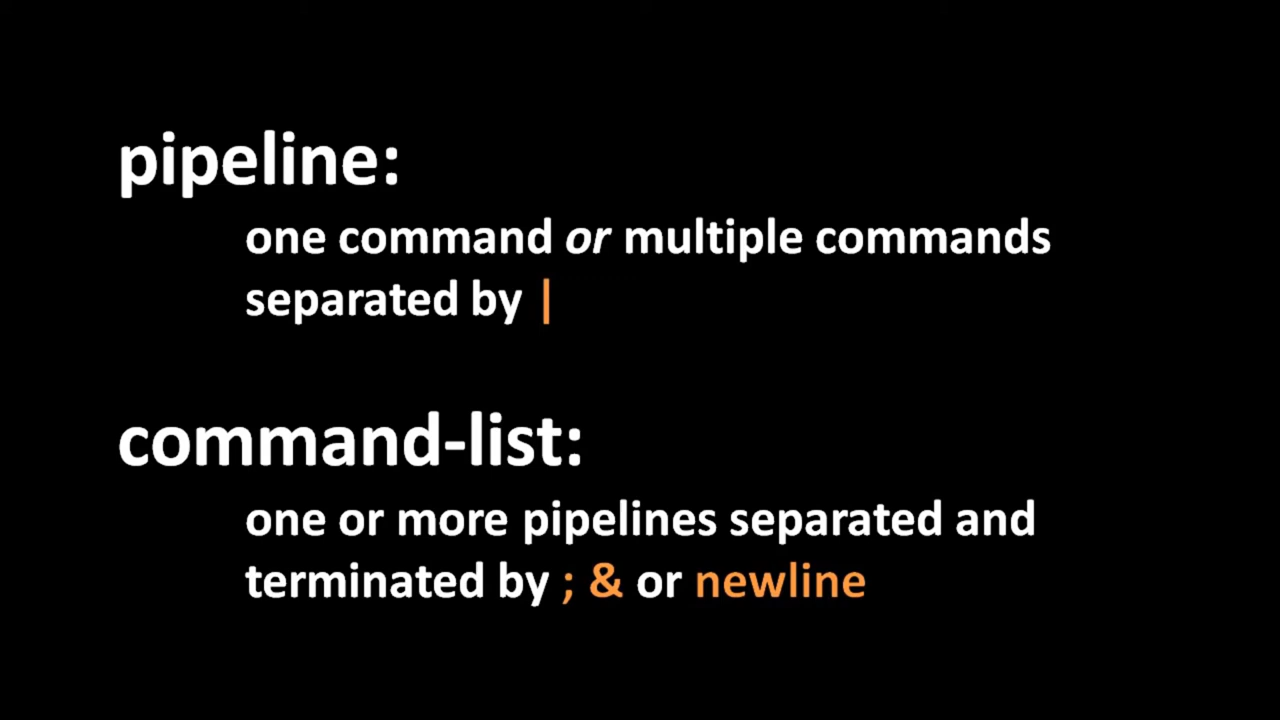 pipeline:
one command or multiple commands
separated by |
command-list:
one or more pipelines separated and
terminated by ; & or newline